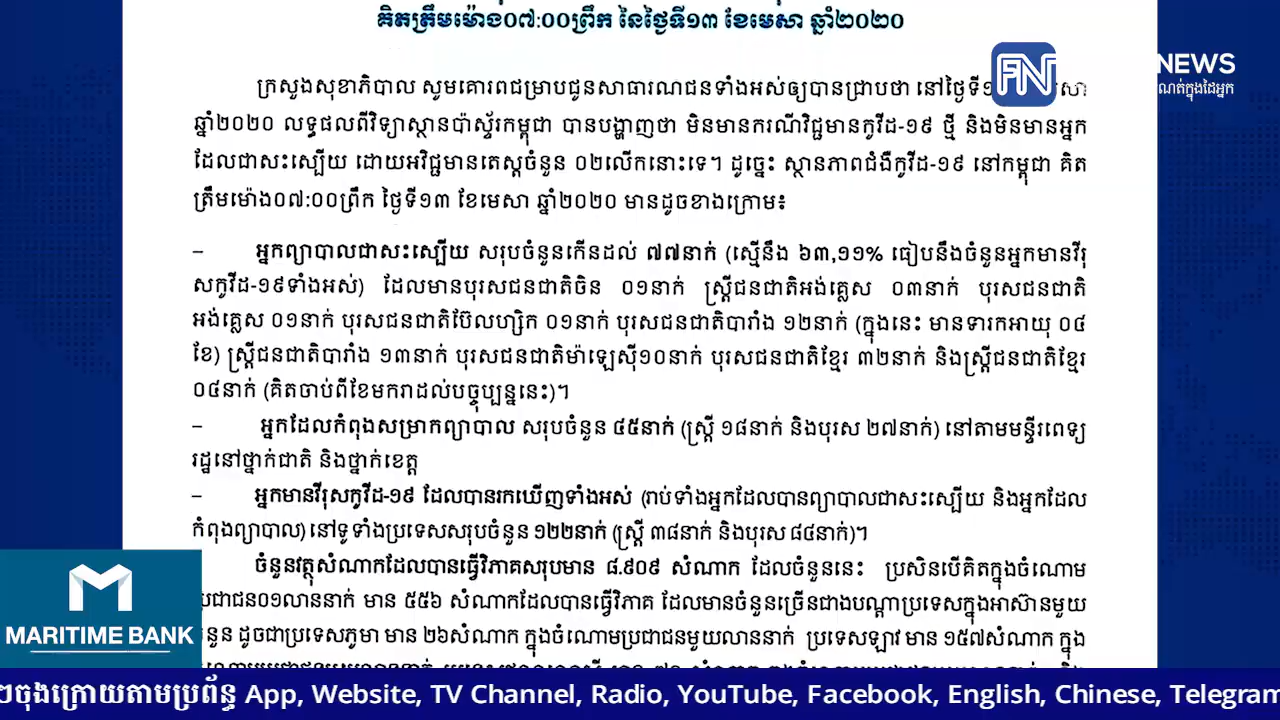 គិតត្រឹមម៉ោង០៧:០០ព្រឹក នៃថ្ងៃទី១៣ ខែមេសា ឆ្នាំ២០២០
FN
NEWS
ណត់ក្នុងដៃអ្នក
ក្រសួងសុខាភិបាល សូមគោរពជម្រាបជូនសាធារណជនទាំងអស់ឲ្យបានជ្រាបថា នៅថ្ងៃទី១
ឆ្នាំ២០២០ លទ្ធផលពីវិទ្យាស្ថានប៉ាស្ទ័រកម្ពុជា បានបង្ហាញថា មិនមានករណីវិជ្ជមានកូវីដ-១៩ ថ្មី និងមិនមានអ្នក
ដែលជាសះស្បើយ ដោយអវិជ្ជមានតេស្តចំនួន ០២លើកនោះទេ។ ដូច្នេះ ស្ថានភាពជំងឺកូវីដ-១៩ នៅកម្ពុជា គិត
ត្រឹមម៉ោង០៧:០០ព្រឹក ថ្ងៃទី១៣ ខែមេសា ឆ្នាំ២០២០ មានដូចខាងក្រោម៖
– អ្នកព្យាបាលជាសះស្បើយ សរុបចំនួនកើនដល់ ៧៧នាក់ (ស្មើនឹង ៦៣,១១% ធៀបនឹងចំនួនអ្នកមានវីរុ
សកូវីដ-១៩ទាំងអស់) ដែលមានបុរសជនជាតិចិន ០១នាក់ ស្ត្រីជនជាតិអង់គ្លេស ០៣នាក់ បុរសជនជាតិ
អង់គ្លេស ០១នាក់ បុរសជនជាតិប៊ែលហ្សិក ០១នាក់ បុរសជនជាតិបារាំង ១២នាក់ (ក្នុងនេះ មានទារកអាយុ ០៤
ខែ) ស្ត្រីជនជាតិបារាំង ១៣នាក់ បុរសជនជាតិម៉ាឡេស៊ី១០នាក់ បុរសជនជាតិខ្មែរ ៣២នាក់ និងស្ត្រីជនជាតិខ្មែរ
០៤នាក់ (គិតចាប់ពីខែមករាដល់បច្ចុប្បន្ននេះ)។
– អ្នកដែលកំពុងសម្រាកព្យាបាល សរុបចំនួន ៤៥នាក់ (ស្ត្រី ១៨នាក់ និងបុរស ២៧នាក់) នៅតាមមន្ទីរពេទ្យ
រដ្ឋនៅថ្នាក់ជាតិ និងថ្នាក់ខេត្ត
– អ្នកមានវីរុសកូវីដ-១៩ ដែលបានរកឃើញទាំងអស់ (រាប់ទាំងអ្នកដែលបានព្យាបាលជាសះស្បើយ និងអ្នកដែល
កំពុងព្យាបាល) នៅទូទាំងប្រទេសសរុបចំនួន ១២២នាក់ (ស្ត្រី ៣៨នាក់ និងបុរស ៨៤នាក់)។
ចំនួនវត្ថុសំណាកដែលបានធ្វើវិភាគសរុបមាន ៨.៩០៩ សំណាក ដែលចំនួននេះ ប្រសិនបើគិតក្នុងចំណោម
ប្រជាជន០១លាននាក់ មាន ៥៥៦ សំណាកដែលបានធ្វើវិភាគ ដែលមានចំនួនច្រើនជាងបណ្តាប្រទេសក្នុងអាស៊ានមួយ
ចំនួន ដូចជាប្រទេសភូមា មាន ២៦សំណាក ក្នុងចំណោមប្រជាជនមួយលាននាក់ ប្រទេសឡាវ មាន ១៥៧សំណាក ក្នុង
MARITIME BANK
ៗចុងក្រោយតាមប្រព័ន្ធ App, Website, TV Channel, Radio, YouTube, Facebook, English, Chinese, Telegram